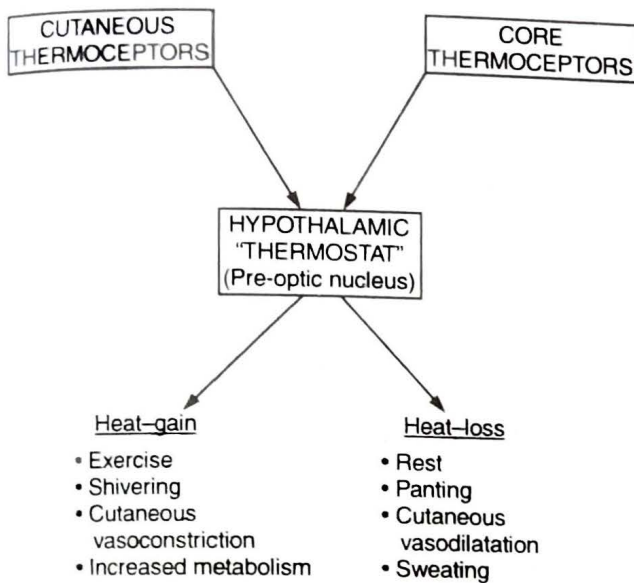 CUTANEOUS
THERMOCEPTORS
CORE
THERMOCEPTORS
HYPOTHALAMIC
"THERMOSTAT"
(Pre-optic nucleus)
Heat–gain
• Exercise
• Shivering
• Cutaneous
vasoconstriction
• Increased metabolism
Heat–loss
• Rest
• Panting
• Cutaneous
vasodilatation
• Sweating